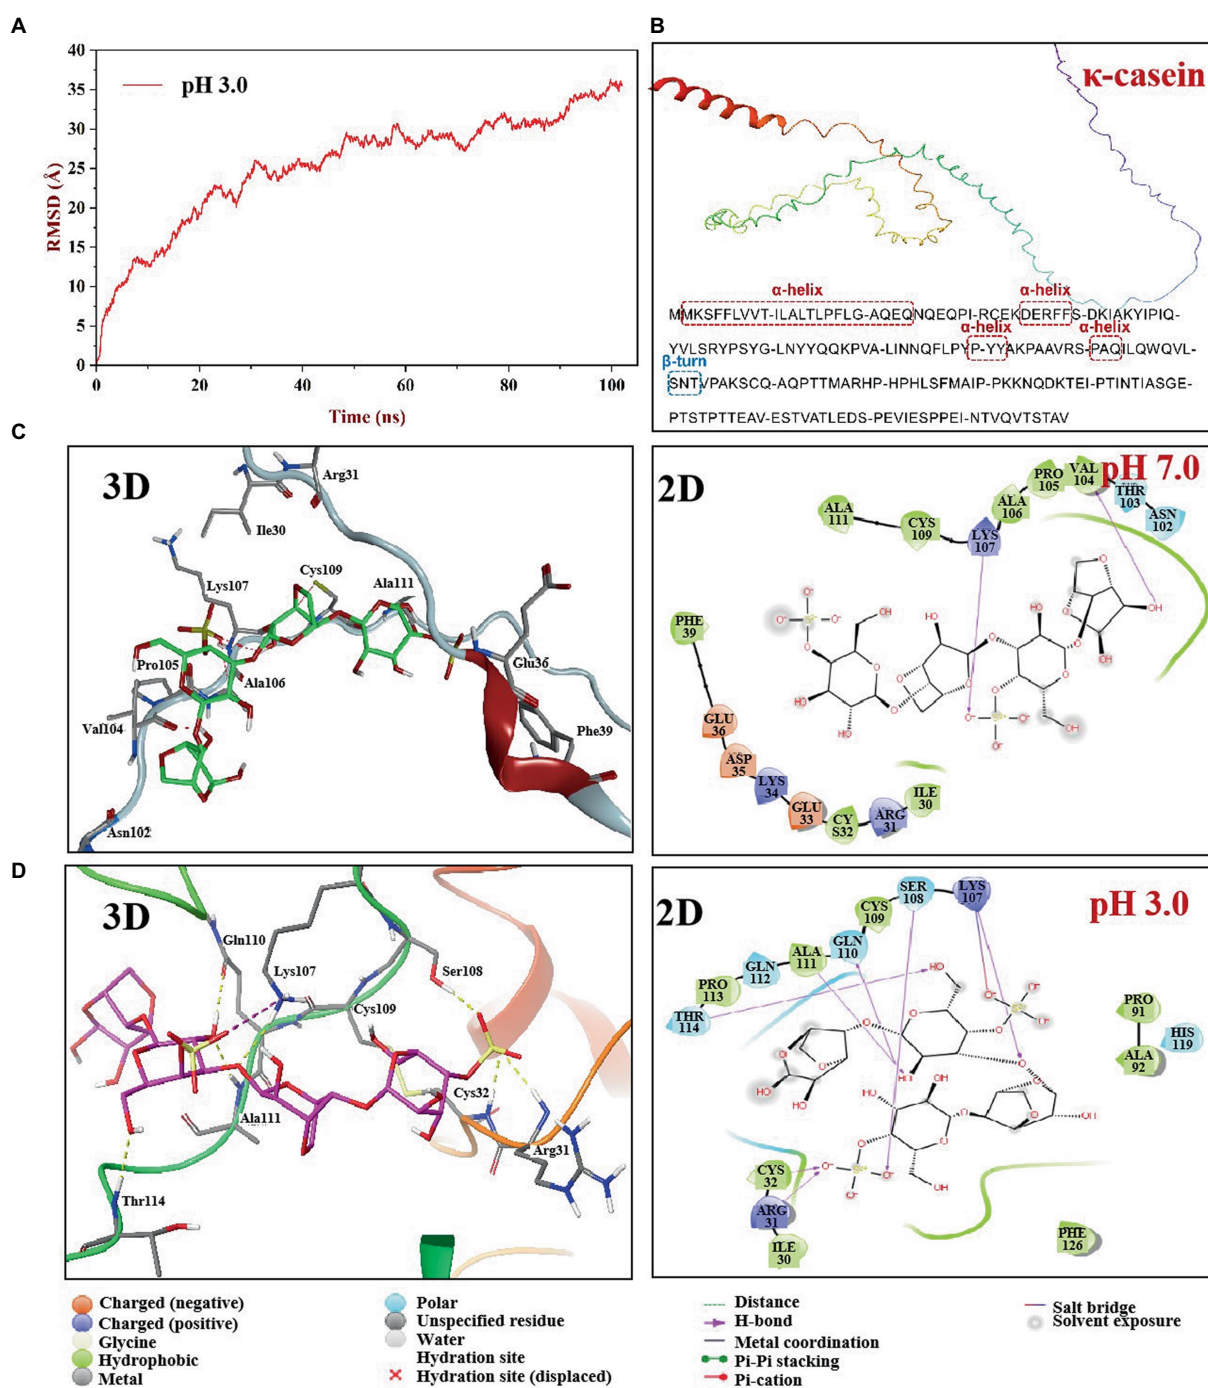 A
40
35
30
25
20
15
10
5
0
RMSD (Å)
pH 3.0
0 20 40 60 80 100
Time (ns)
B
κ-casein
α-helix α-helix
MMKSFFLVVT-ILALTLPFLG-AQEQNQEQPI-RCEKDERFFS-DKIAKYIPIQ-
α-helix α-helix
YVLSRYPSYG-LNYYQQKPVA-LINNQFLPYP-YYAKPAAVRS-PAQILQWQVL-
β-turn
SNTVPAKSCQ-AQPTTMARHP-HPHLSFMAIP-PKKNQDKTEI-PTINTIASGE-
PTSTPTTEAV-ESTVATLEDS-PEVIESPPEI-NTVQVTSTAV
C
3D
Arg31
Ile30
Cys109
Lys107
Ala111
Pro105
Ala106
Glu36
Val104
Phe39
Asn102
2D
pH 7.0
PRO 105
VAL 104
THR 103
ASN 102
ALA 111
CYS 109
LYS 107
ALA 106
PHE 39
GLU 36
ASP 35
LYS 34
GLU 33
CY S32
ARG 31
ILE 30
D
3D
Gln110
Lys107
Ser108
Cys109
Cys32
Ala111
Arg31
Thr114
2D
pH 3.0
SER 108
LYS 107
CYS 109
GLN 110
ALA 111
GLN 112
PRO 113
THR 114
PRO 91
HIS 119
ALA 92
CYS 32
ARG 31
ILE 30
PHE 126
Charged (negative)
Charged (positive)
Glycine
Hydrophobic
Metal
Polar
Unspecified residue
Water
Hydration site
Hydration site (displaced)
Distance
H-bond
Metal coordination
Pi-Pi stacking
Pi-cation
Salt bridge
Solvent exposure